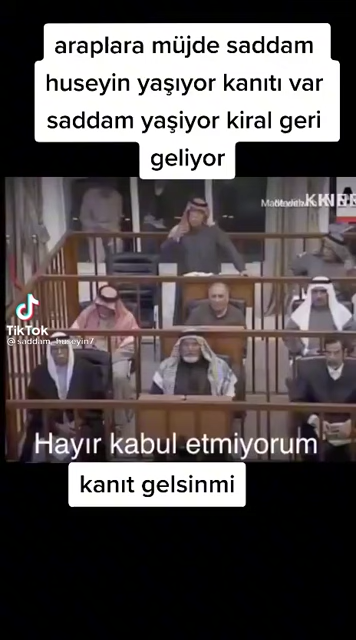 araplara müjde saddam
huseyin yaşıyor kanıtı var
saddam yaşiyor kiral geri
geliyor
TikTok
@saddam_huseyin7
Hayır kabul etmiyorum
kanıt gelsinmi